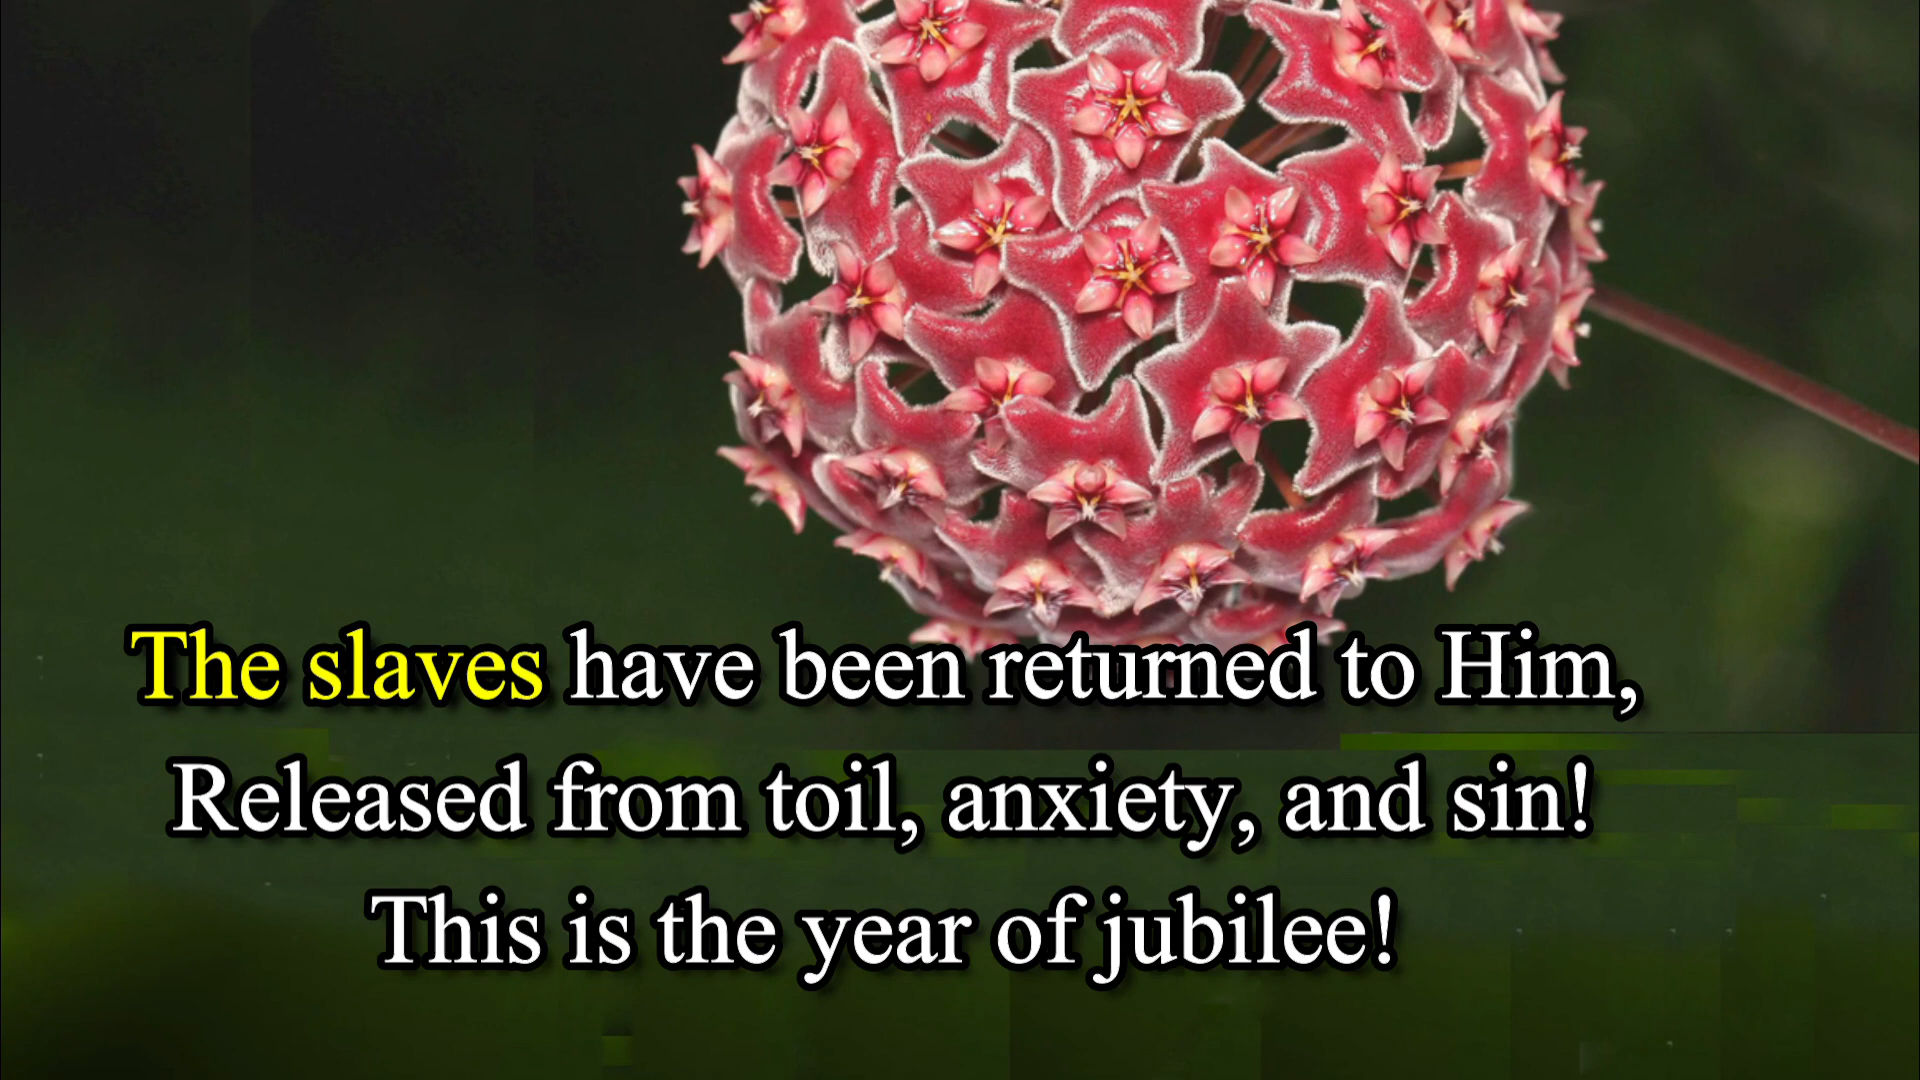 The slaves have been returned to Him,
Released from toil, anxiety, and sin!
This is the year of jubilee!